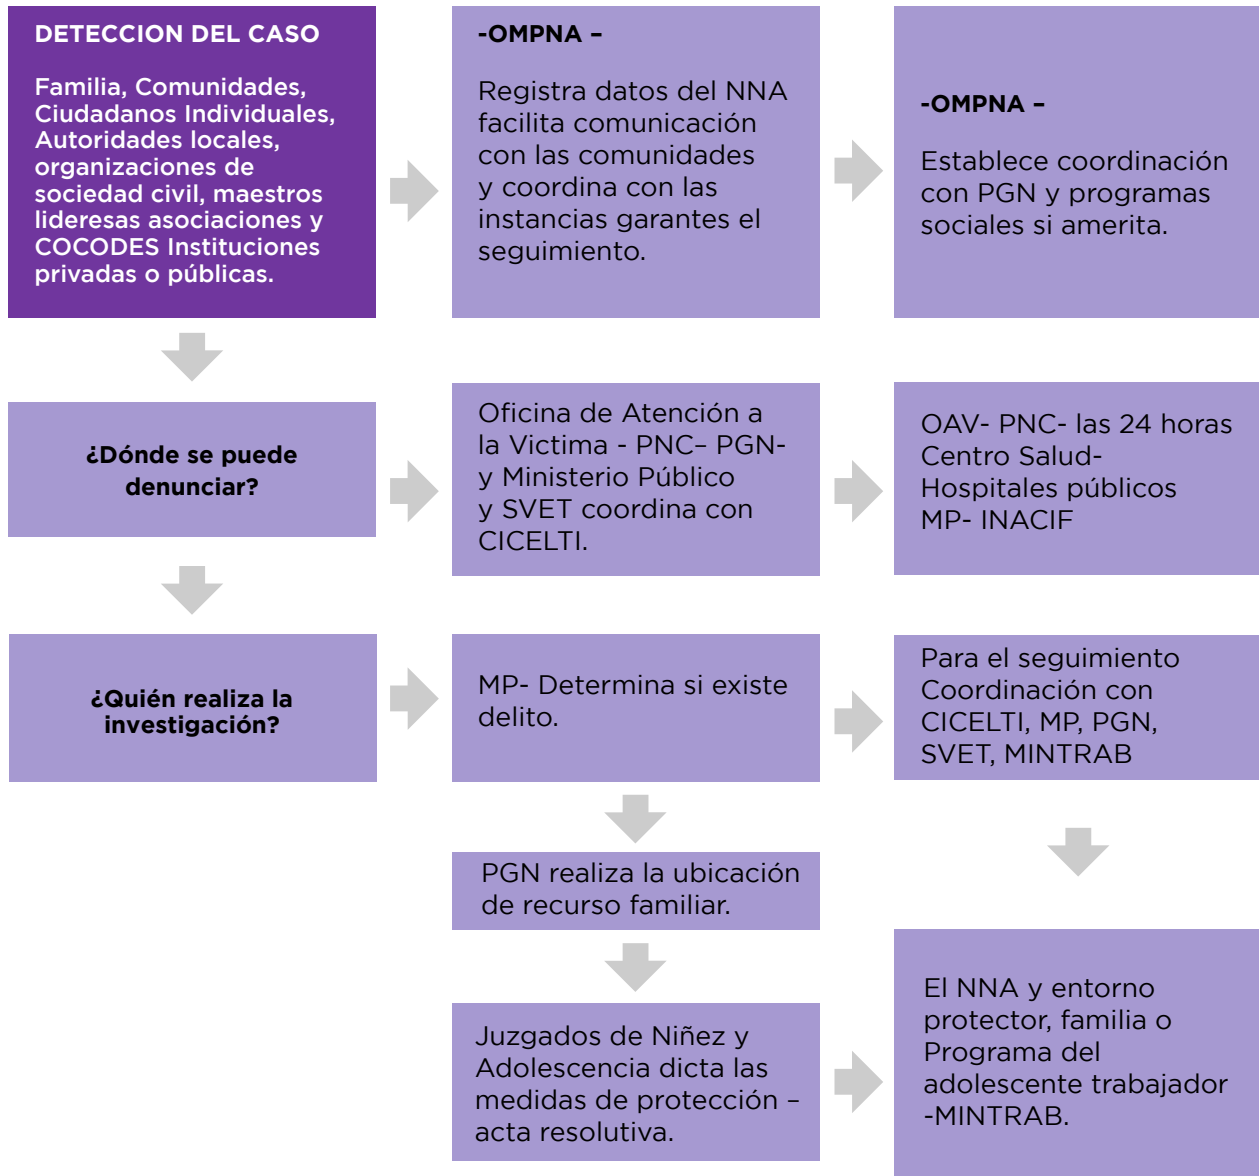 DETECCION DEL CASO
Familia, Comunidades,
Ciudadanos Individuales,
Autoridades locales,
organizaciones de
sociedad civil, maestros
lideresas asociaciones y
COCODES Instituciones
privadas o públicas.
-OMPNA –
Registra datos del NNA
facilita comunicación
con las comunidades
y coordina con las
instancias garantes el
seguimiento.
-OMPNA –
Establece coordinación
con PGN y programas
sociales si amerita.
¿Dónde se puede
denunciar?
Oficina de Atención a
la Victima - PNC– PGN-
y Ministerio Público
y SVET coordina con
CICELTI.
OAV- PNC- las 24 horas
Centro Salud-
Hospitales públicos
MP- INACIF
¿Quién realiza la
investigación?
MP- Determina si existe
delito.
Para el seguimiento
Coordinación con
CICELTI, MP, PGN,
SVET, MINTRAB
PGN realiza la ubicación
de recurso familiar.
Juzgados de Niñez y
Adolescencia dicta las
medidas de protección –
acta resolutiva.
El NNA y entorno
protector, familia o
Programa del
adolescente trabajador
-MINTRAB.